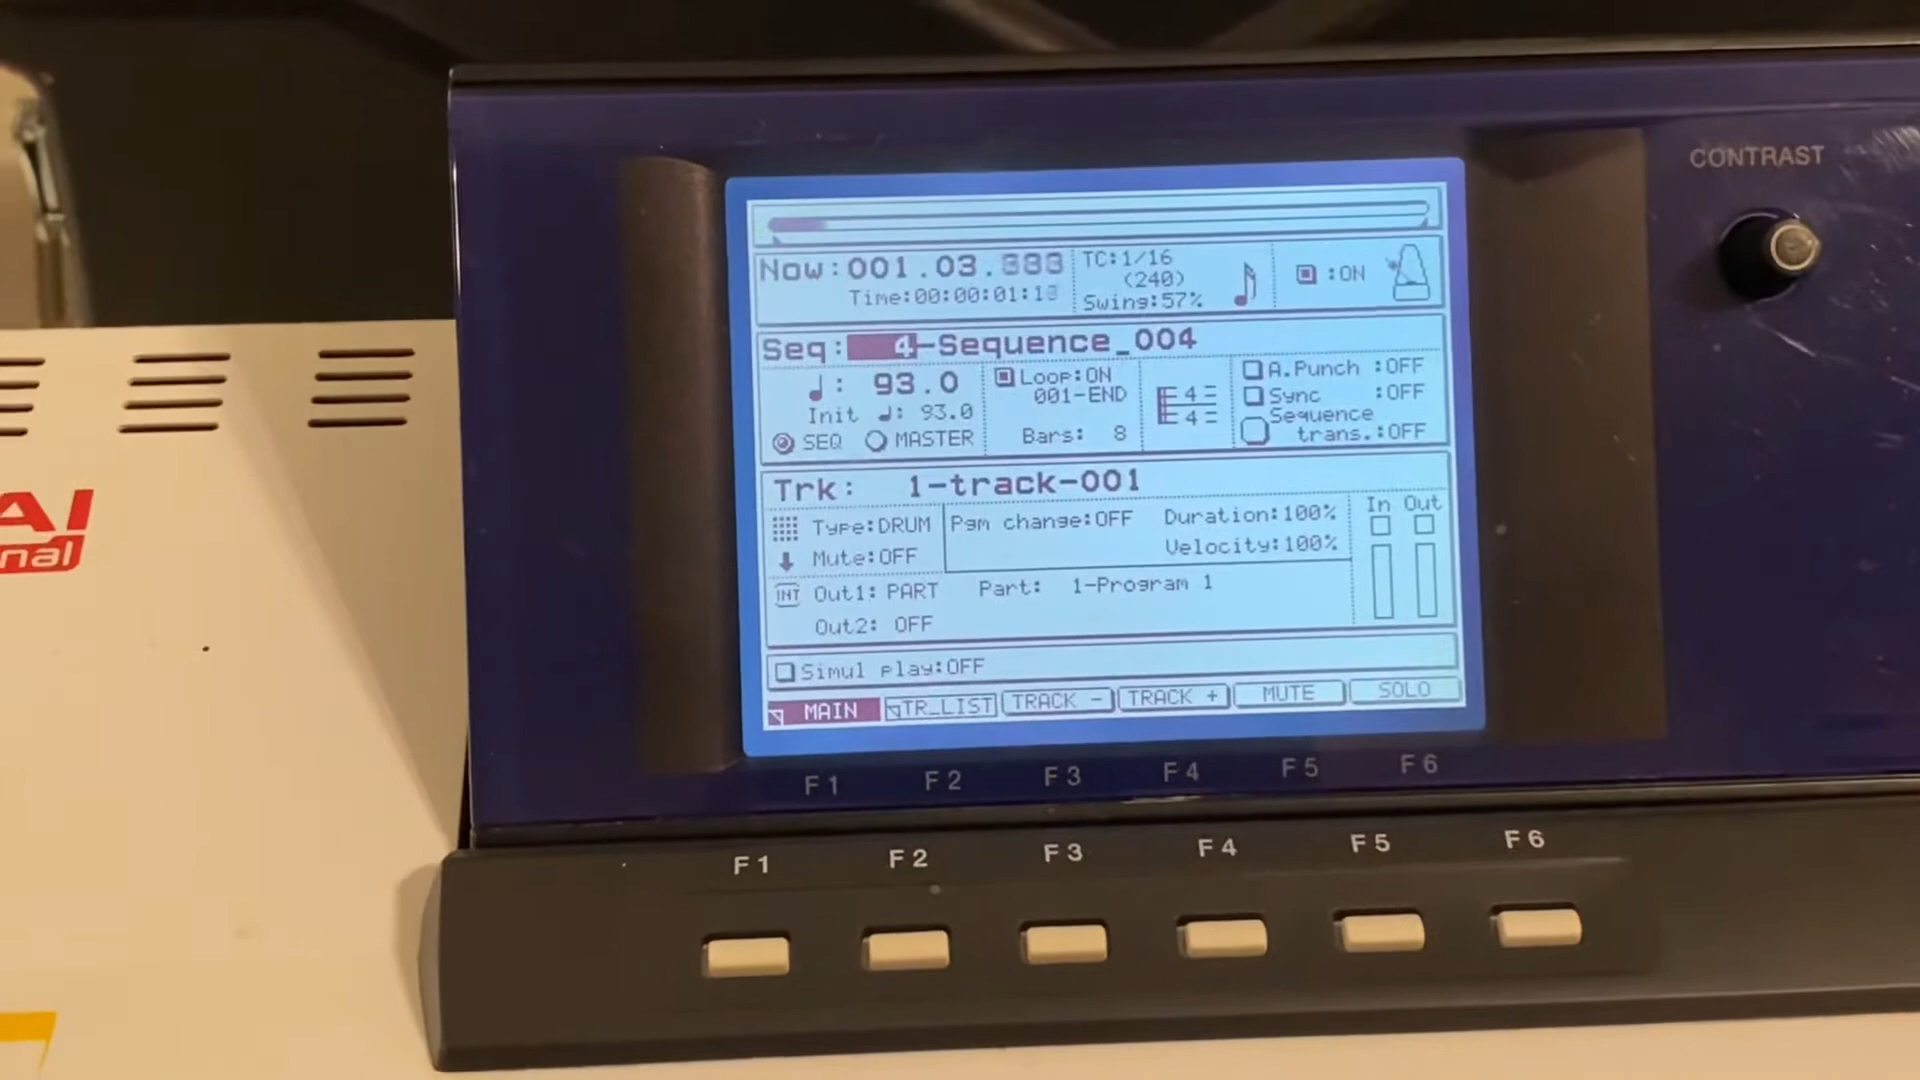 CONTRAST
Now:001.03.
Time:00:00:01:1
TC:1/16
(240)
Swing:57%
:ON
Seq: 4-Sequence_004
♩: 93.0
Init ♩: 93.0
SEQ MASTER
Loop:ON
001-END
Bars: 8
4
4
A.Punch :OFF
Sync :OFF
Sequence
trans.:OFF
Trk: 1-track-001
Type:DRUM
Mute:OFF
Pgm change:OFF
Duration:100%
Velocity:100%
In Out
INT Out1: PART Part: 1-Program 1
Out2: OFF
Simul play:OFF
MAIN TR_LIST TRACK - TRACK + MUTE SOLO
F1 F2 F3 F4 F5 F6
F1 F2 F3 F4 F5 F6
AI
nal